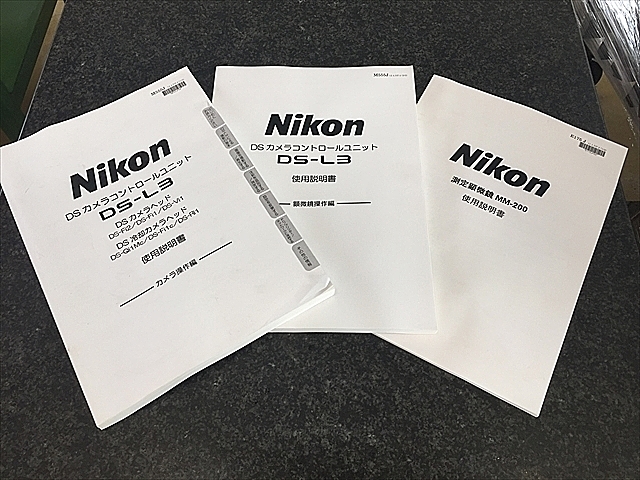 Nikon
DS カメラコントロールユニット
DS-L3
DS カメラヘッド
DS-Fi2/DS-Fi1/DS-Vi1
DS 冷却カメラヘッド
DS-Qi1Mc/DS-Fi1c/DS-Ri1
使用説明書
カメラ操作編
Nikon
DS カメラコントロールユニット
DS-L3
使用説明書
顕微鏡操作編
Nikon
測定顕微鏡 MM-200
使用説明書